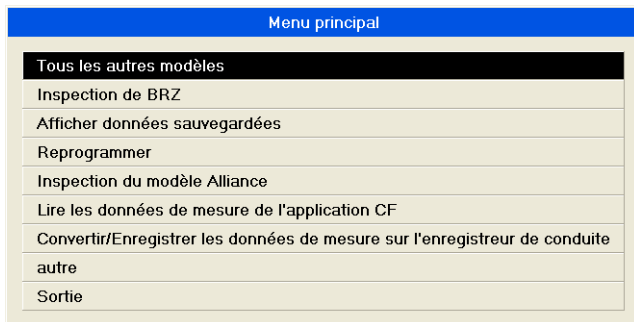 Menu principal
Tous les autres modèles
Inspection de BRZ
Afficher données sauvegardées
Reprogrammer
Inspection du modèle Alliance
Lire les données de mesure de l'application CF
Convertir/Enregistrer les données de mesure sur l'enregistreur de conduite
autre
Sortie